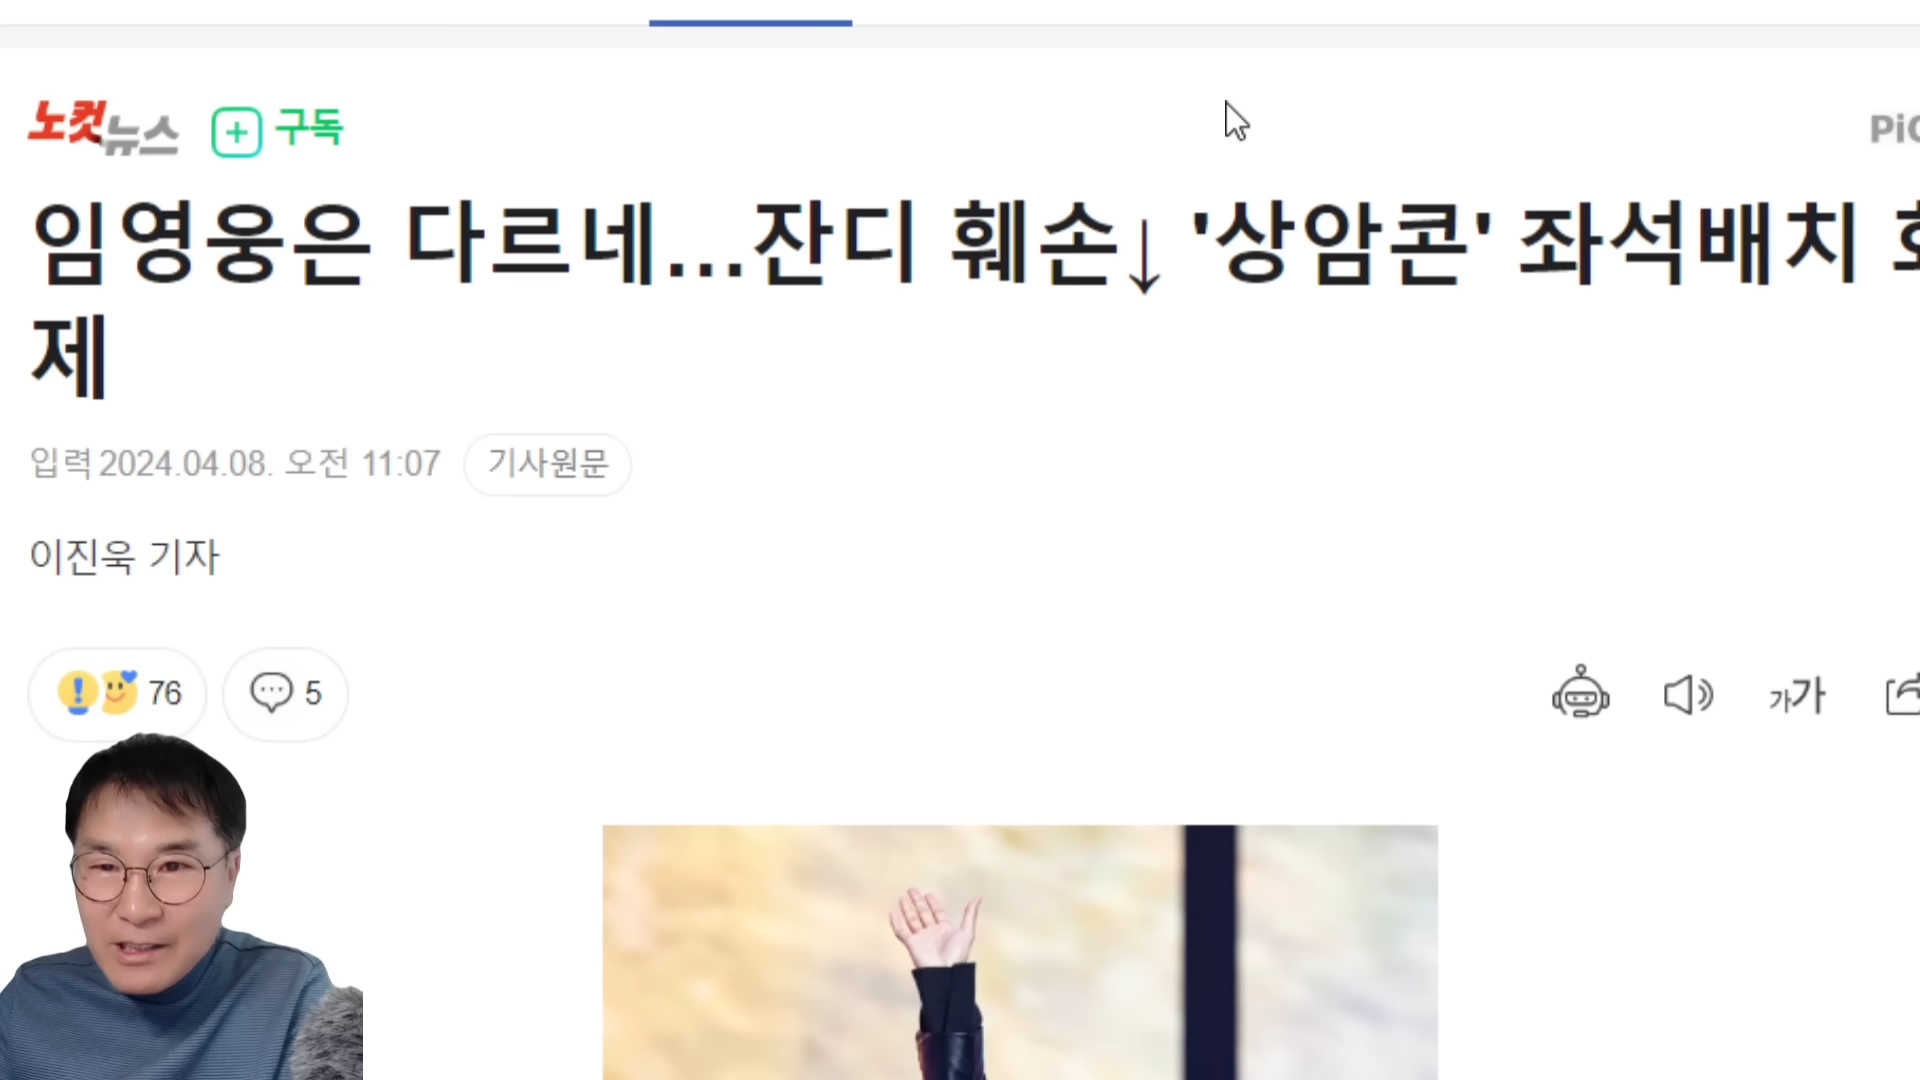 노컷뉴스 구독
임영웅은 다르네...잔디 훼손↓ '상암콘' 좌석배치
제
입력 2024.04.08. 오전 11:07 기사원문
이진욱 기자
76 5
가가